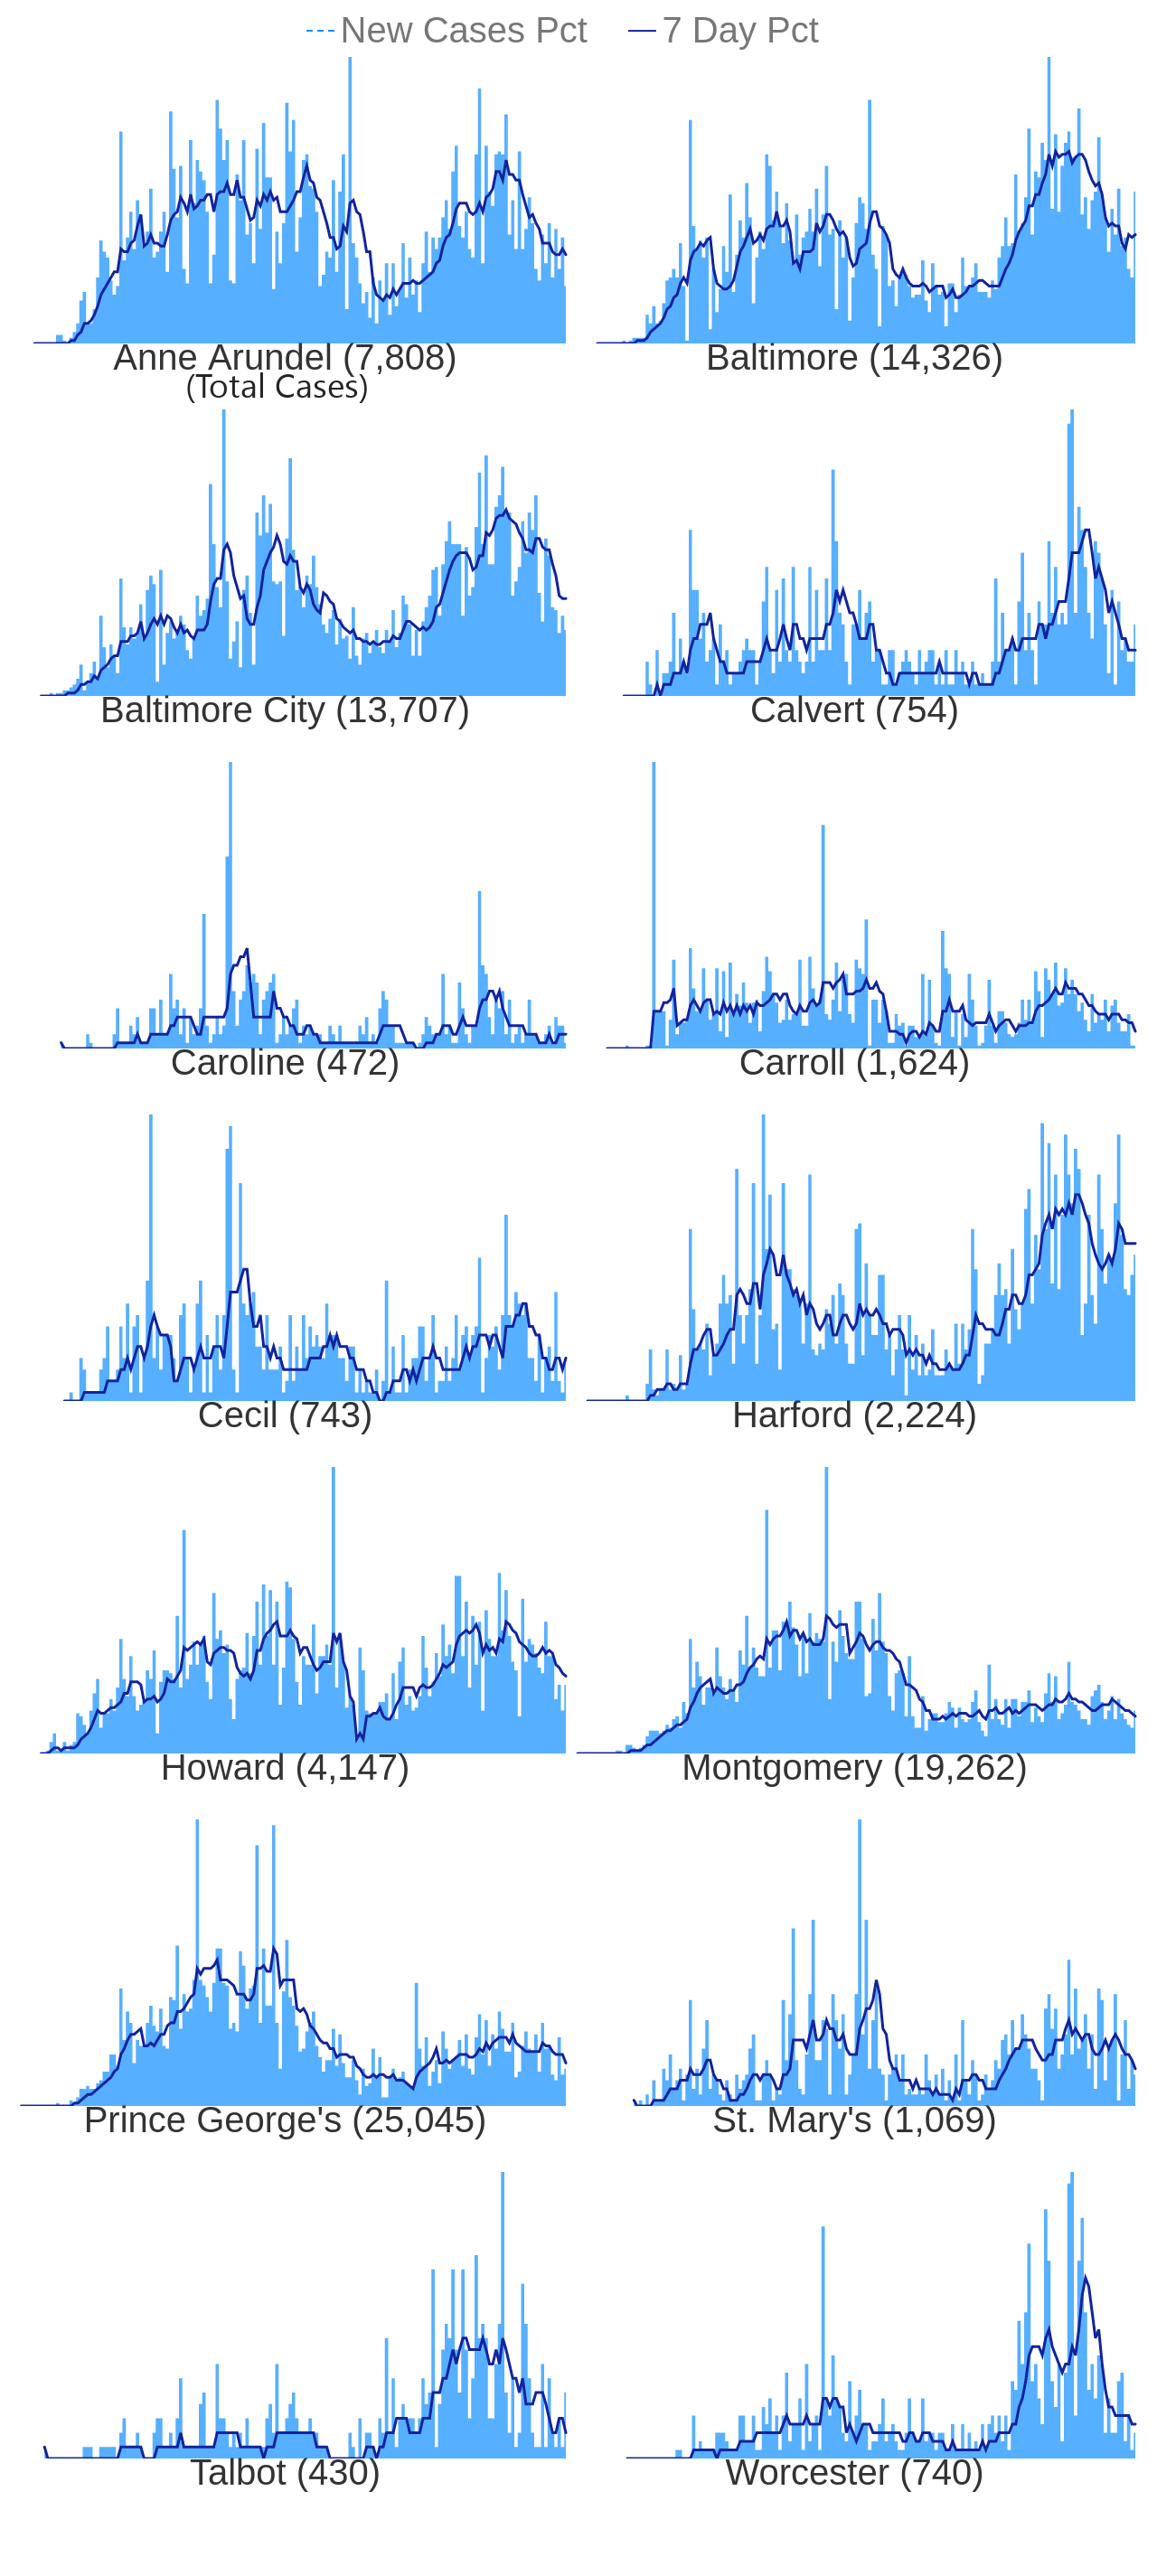 New Cases Pct 7 Day Pct
Anne Arundel (7,808) Baltimore (14,326)
(Total Cases)
Baltimore City (13,707) Calvert (754)
Caroline (472) Carroll (1,624)
Cecil (743) Harford (2,224)
Howard (4,147) Montgomery (19,262)
Prince George's (25,045) St. Mary's (1,069)
Talbot (430) Worcester (740)